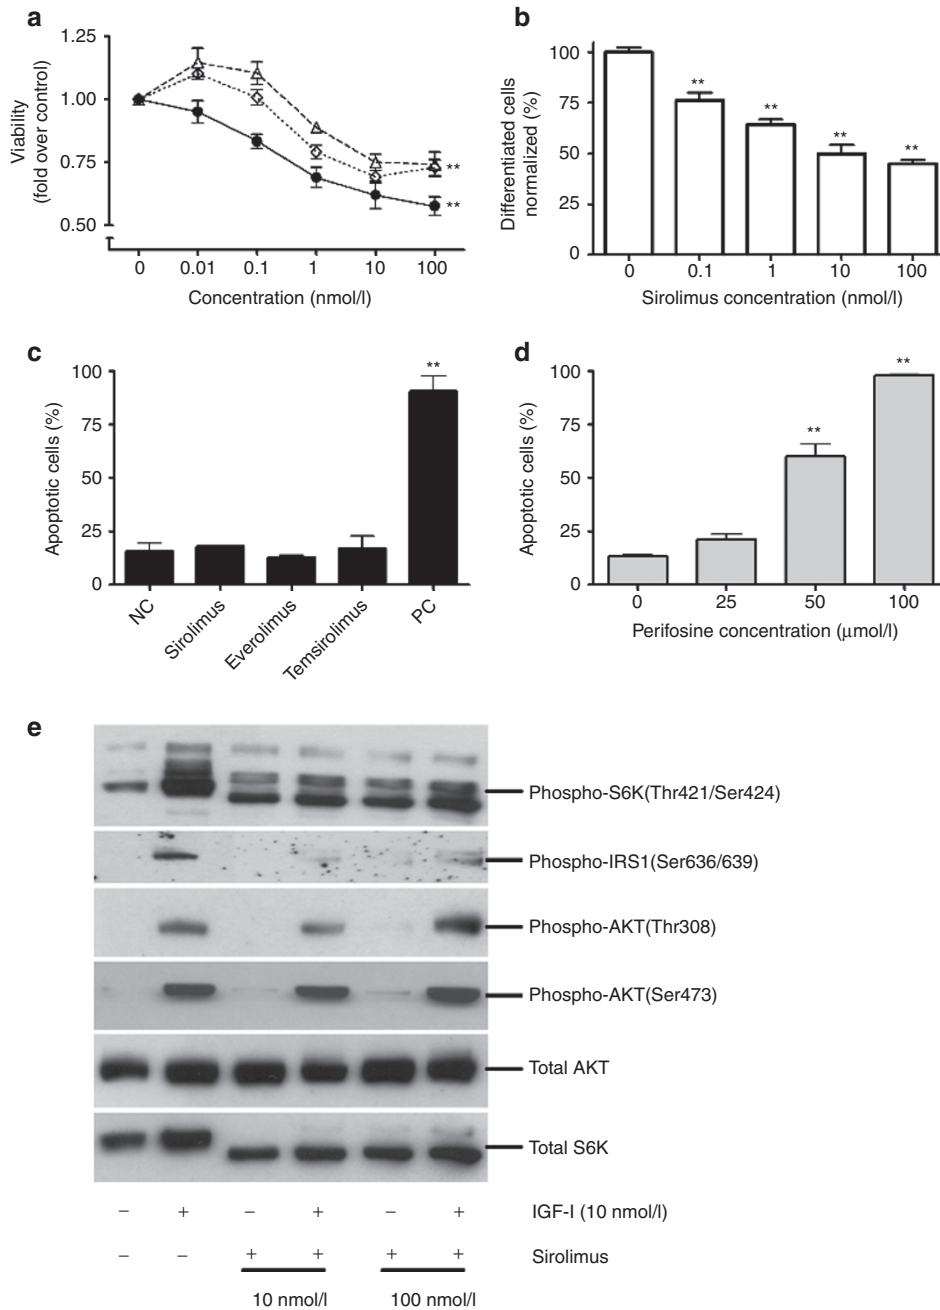 a
1.25
1.00
0.75
0.50
Viability
(fold over control)
**
**
0 0.01 0.1 1 10 100
Concentration (nmol/l)
b
100
75
50
25
0
Differentiated cells
normalized (%)
** ** ** **
0 0.1 1 10 100
Sirolimus concentration (nmol/l)
c
100
75
50
25
0
Apoptotic cells (%)
**
NC Sirolimus Everolimus Temsirolimus PC
d
100
75
50
25
0
Apoptotic cells (%)
** **
0 25 50 100
Perifosine concentration (μmol/l)
e
Phospho-S6K(Thr421/Ser424)
Phospho-IRS1(Ser636/639)
Phospho-AKT(Thr308)
Phospho-AKT(Ser473)
Total AKT
Total S6K
– + – + – + IGF-I (10 nmol/l)
– – + + + + Sirolimus
10 nmol/l 100 nmol/l